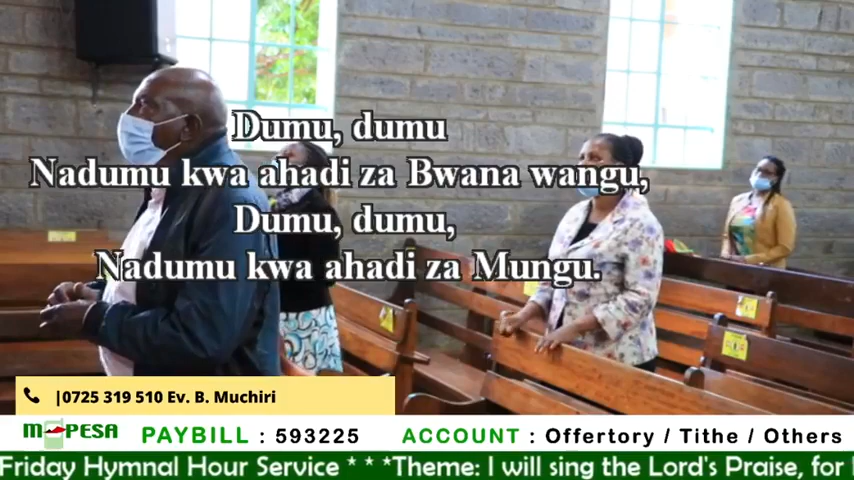 Dumu, dumu
Nadumu kwa ahadi za Bwana wangu,
Dumu, dumu,
Nadumu kwa ahadi za Mungu.
|0725 319 510 Ev. B. Muchiri
M-PESA PAYBILL : 593225 ACCOUNT : Offertory / Tithe / Others
Friday Hymnal Hour Service * * *Theme: I will sing the Lord's Praise, for